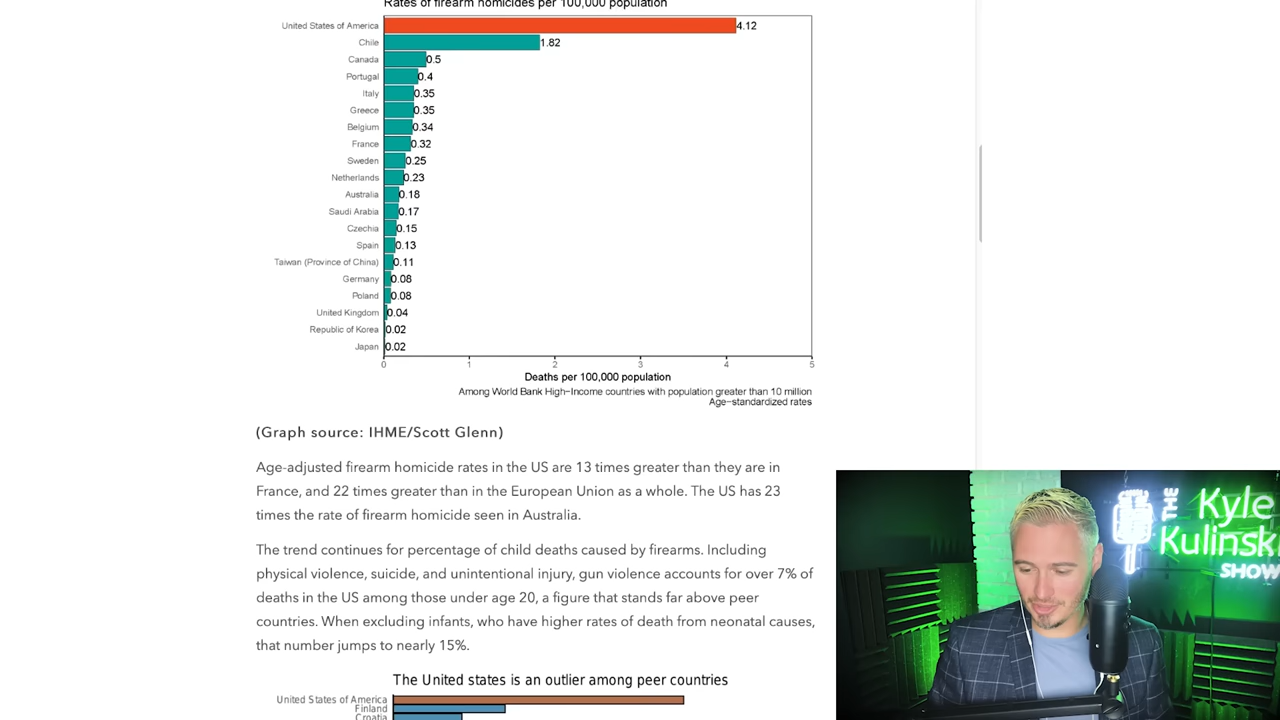 Rates of firearm homicides per 100,000 population
United States of America 4.12
Chile 1.82
Canada 0.5
Portugal 0.4
Italy 0.35
Greece 0.35
Belgium 0.34
France 0.32
Sweden 0.25
Netherlands 0.23
Australia 0.18
Saudi Arabia 0.17
Czechia 0.15
Spain 0.13
Taiwan (Province of China) 0.11
Germany 0.08
Poland 0.08
United Kingdom 0.04
Republic of Korea 0.02
Japan 0.02
0 1 2 3 4 5
Deaths per 100,000 population
Among World Bank High-Income countries with population greater than 10 million
Age-standardized rates
(Graph source: IHME/Scott Glenn)
Age-adjusted firearm homicide rates in the US are 13 times greater than they are in
France, and 22 times greater than in the European Union as a whole. The US has 23
times the rate of firearm homicide seen in Australia.
The trend continues for percentage of child deaths caused by firearms. Including
physical violence, suicide, and unintentional injury, gun violence accounts for over 7% of
deaths in the US among those under age 20, a figure that stands far above peer
countries. When excluding infants, who have higher rates of death from neonatal causes,
that number jumps to nearly 15%.
The United states is an outlier among peer countries
United States of America
Finland
Croatia
THE
Kyle
Kulinsk
SHOW